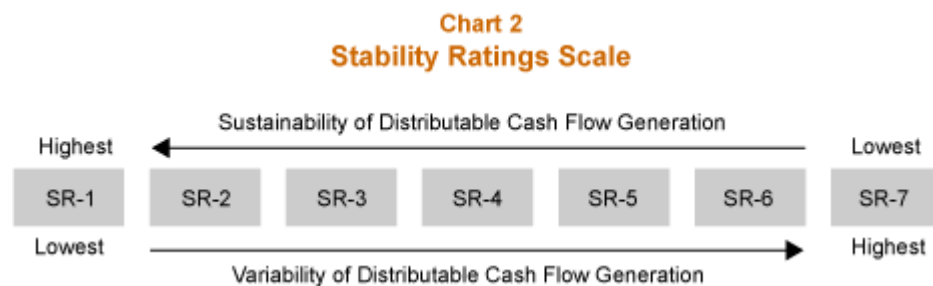 Chart 2
Stability Ratings Scale
Sustainability of Distributable Cash Flow Generation
Highest Lowest
SR-1 SR-2 SR-3 SR-4 SR-5 SR-6 SR-7
Lowest Highest
Variability of Distributable Cash Flow Generation